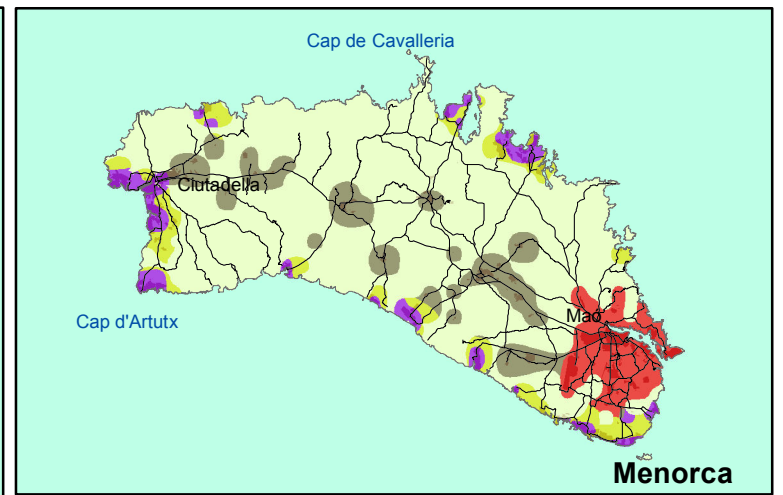 Cap de Cavalleria
Ciutadella
Cap d'Artutx
Maó
Menorca